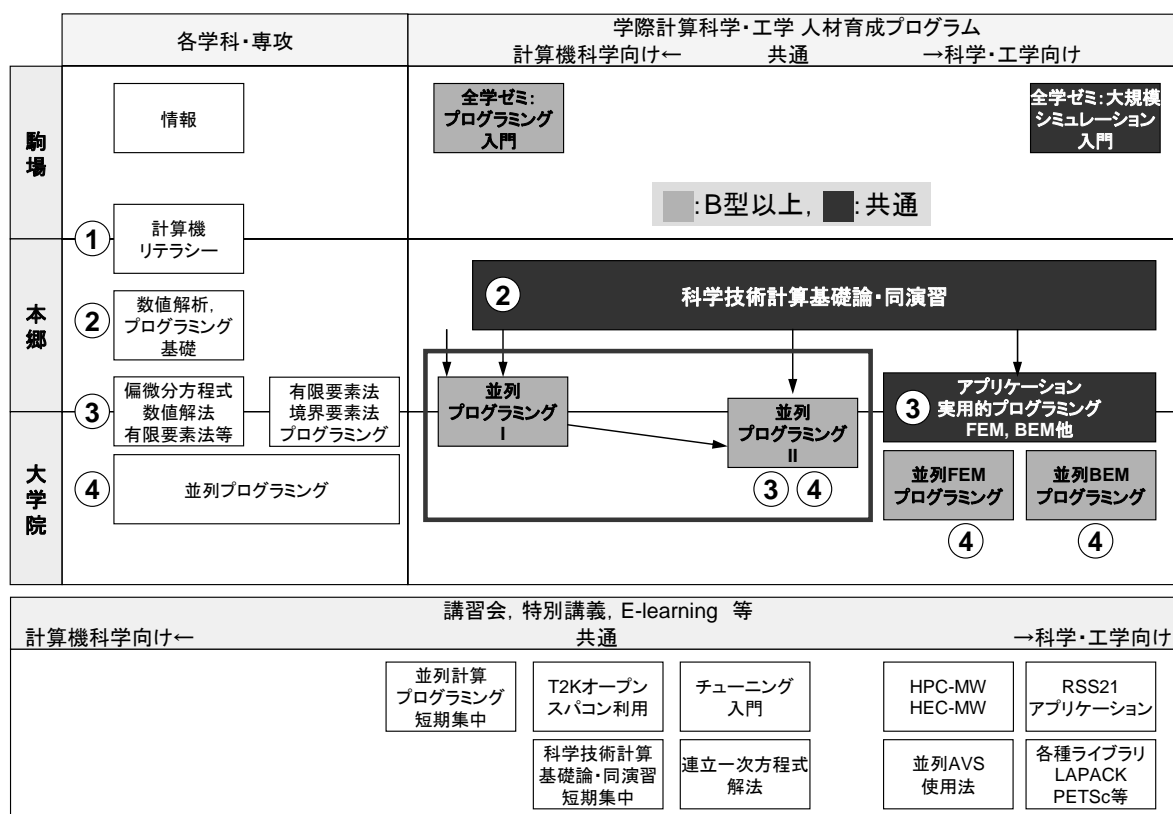 各学科・専攻
学際計算科学・工学 人材育成プログラム
計算機科学向け← 共通 →科学・工学向け
駒場
情報
全学ゼミ:
プログラミング
入門
全学ゼミ:大規模
シミュレーション
入門
:B型以上, :共通
① 計算機
リテラシー
本郷
② 数値解析,
プログラミング
基礎
② 科学技術計算基礎論・同演習
③ 偏微分方程式
数値解法
有限要素法等
有限要素法
境界要素法
プログラミング
並列
プログラミング
I
並列
プログラミング
II
③ ④
③ アプリケーション
実用的プログラミング
FEM, BEM他
大学院
④ 並列プログラミング
並列FEM
プログラミング
④
並列BEM
プログラミング
④
講習会, 特別講義, E-learning 等
計算機科学向け← 共通 →科学・工学向け
並列計算
プログラミング
短期集中
T2Kオープン
スパコン利用
チューニング
入門
HPC-MW
HEC-MW
RSS21
アプリケーション
科学技術計算
基礎論・同演習
短期集中
連立一次方程式
解法
並列AVS
使用法
各種ライブラリ
LAPACK
PETSc等